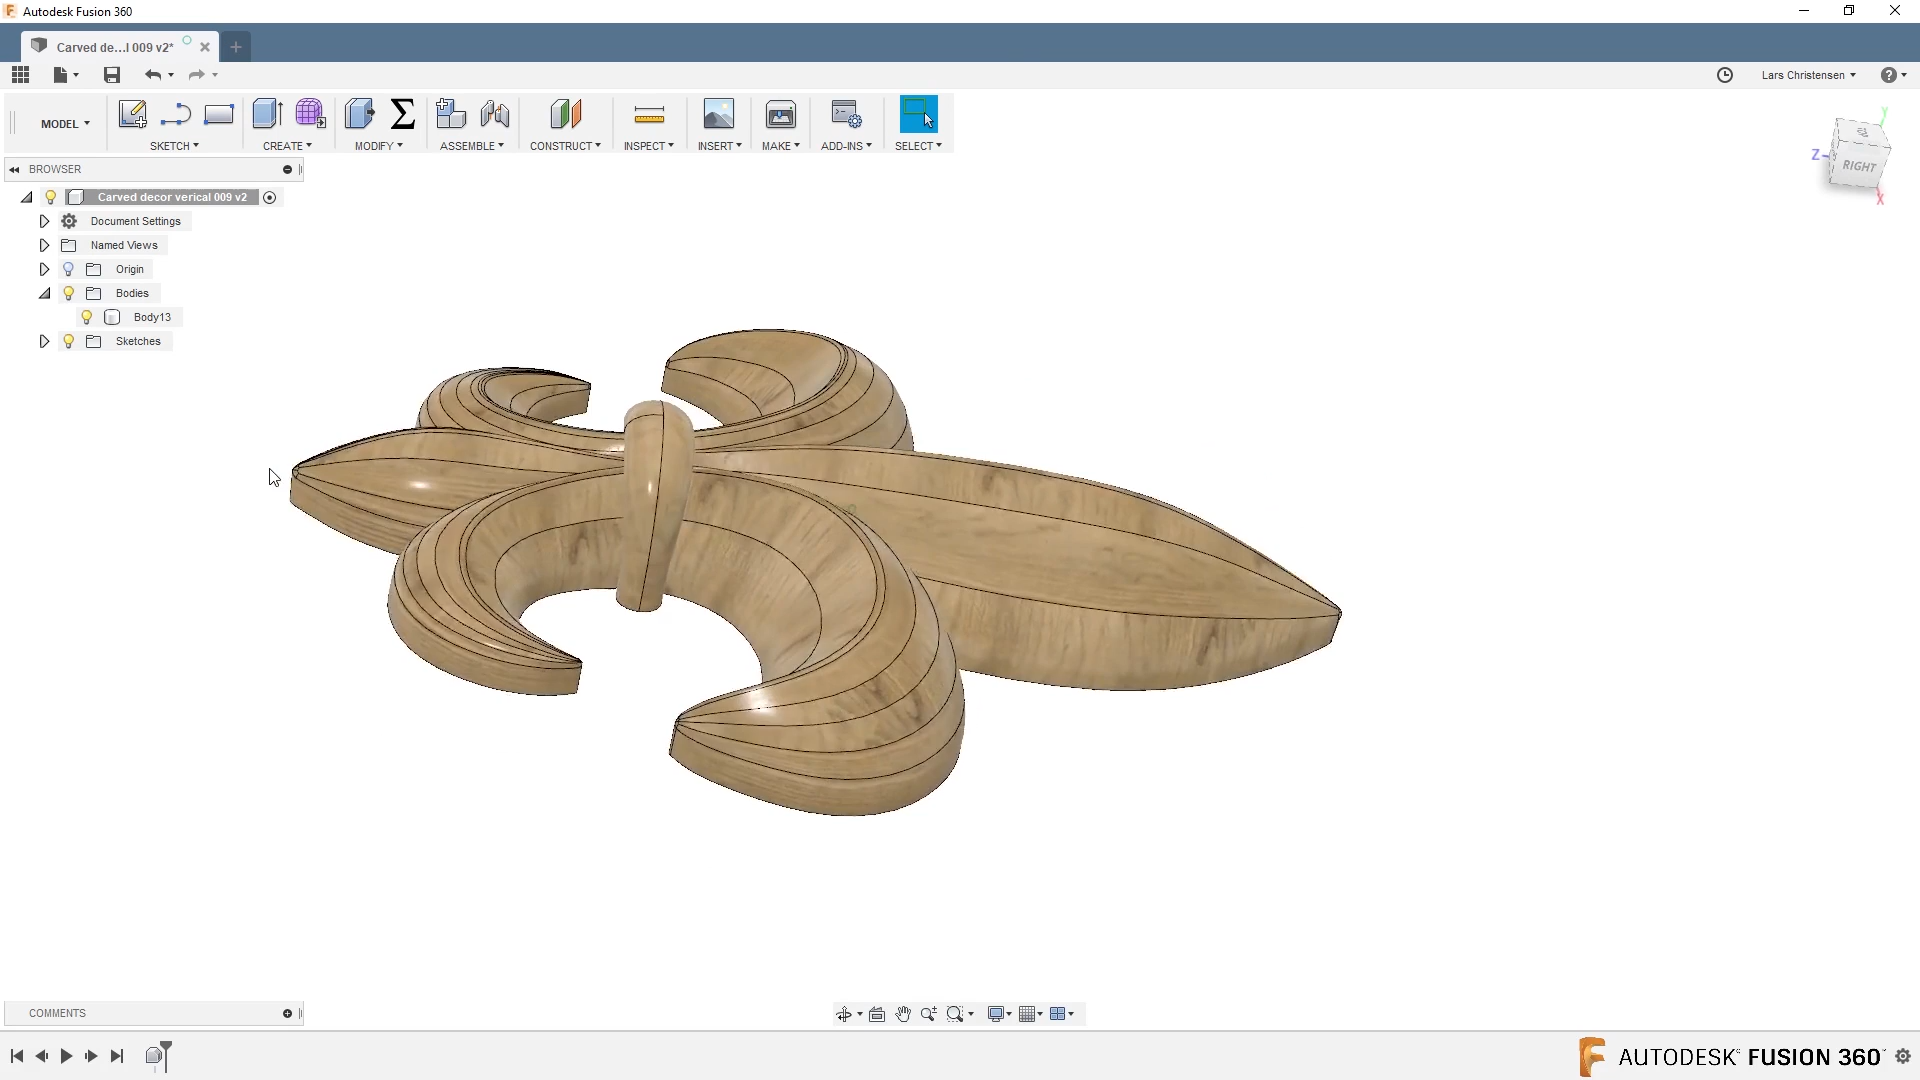 Autodesk Fusion 360
Carved de...l 009 v2*
Lars Christensen
MODEL
SKETCH
CREATE
MODIFY
ASSEMBLE
CONSTRUCT
INSPECT
INSERT
MAKE
ADD-INS
SELECT
Y
Z
RIGHT
X
BROWSER
Carved decor verical 009 v2
Document Settings
Named Views
Origin
Bodies
Body13
Sketches
COMMENTS
AUTODESK FUSION 360